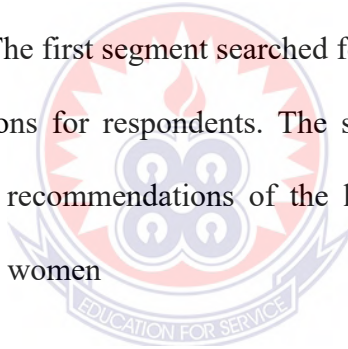 The first segment searched f
ons for respondents. The s
recommendations of the
women
EDUCATION FOR SERVICE